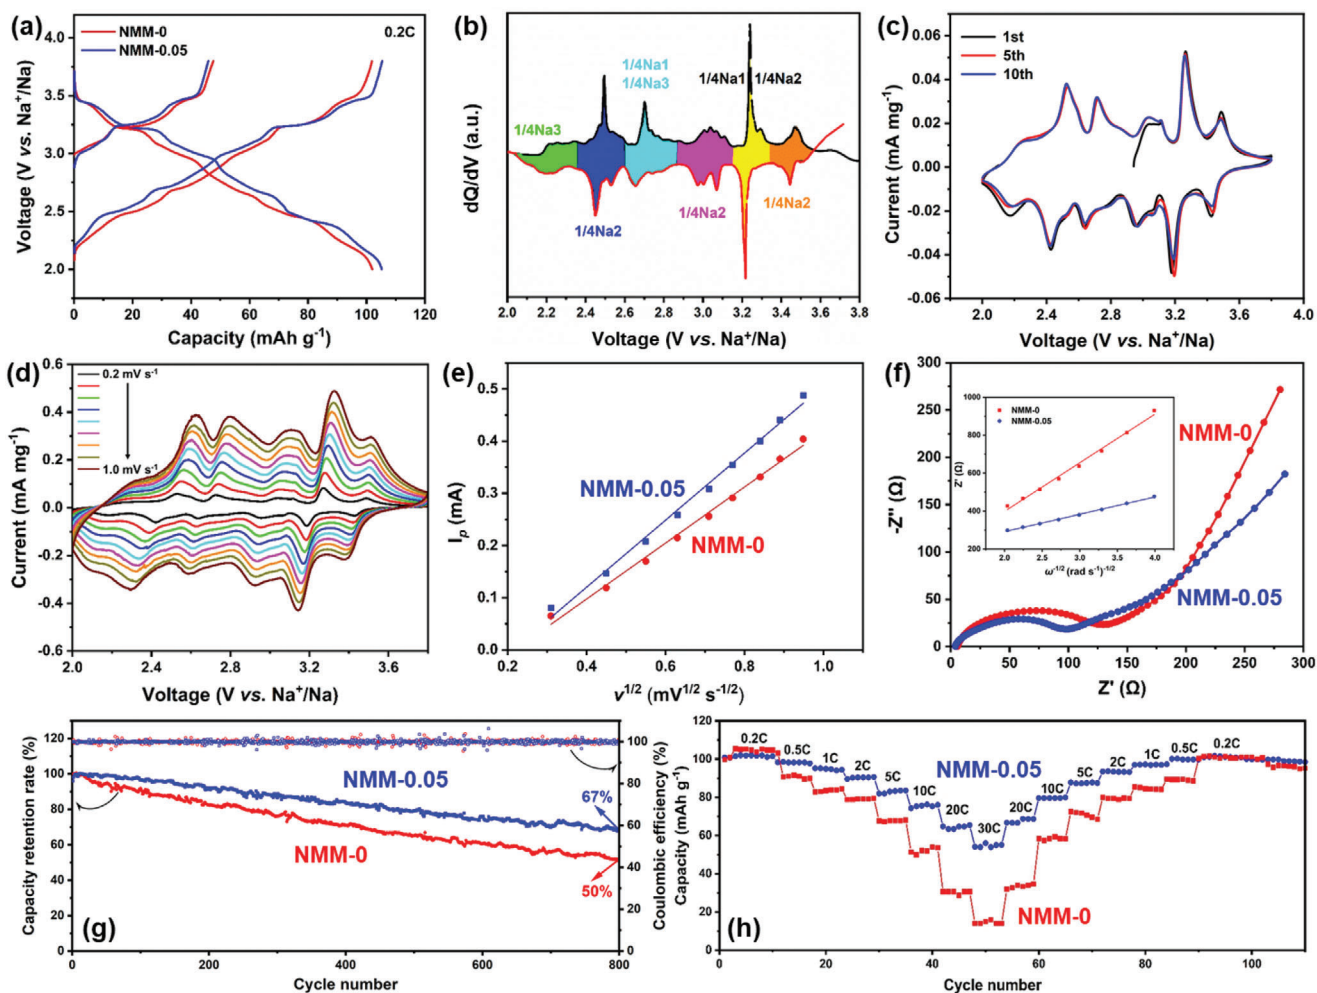 (a)
NMM-0
NMM-0.05
0.2C
4.0
3.5
3.0
2.5
2.0
0 20 40 60 80 100 120
Voltage (V vs. Na+/Na)
Capacity (mAh g-1)
(b)
1/4Na1
1/4Na3
1/4Na1
1/4Na2
1/4Na3
1/4Na2
1/4Na2
1/4Na2
dQ/dV (a.u.)
2.0 2.2 2.4 2.6 2.8 3.0 3.2 3.4 3.6 3.8
Voltage (V vs. Na+/Na)
(c)
1st
5th
10th
0.06
0.04
0.02
0.00
-0.02
-0.04
-0.06
2.0 2.4 2.8 3.2 3.6 4.0
Current (mA mg-1)
Voltage (V vs. Na+/Na)
(d)
0.2 mV s-1
1.0 mV s-1
0.6
0.4
0.2
0.0
-0.2
-0.4
-0.6
2.0 2.4 2.8 3.2 3.6
Current (mA mg-1)
Voltage (V vs. Na+/Na)
(e)
NMM-0.05
NMM-0
0.5
0.4
0.3
0.2
0.1
0.0
0.2 0.4 0.6 0.8 1.0
Ip (mA)
v1/2 (mV1/2 s-1/2)
(f)
NMM-0
NMM-0.05
-300
-250
-200
-150
-100
-50
0
0 50 100 150 200 250 300
-Z'' (Ω)
Z' (Ω)
NMM-0
NMM-0.05
1000
800
600
400
200
1.5 2.0 2.5 3.0 3.5 4.0 4.5
Z' (Ω)
ω-1/2 (rad s-1)-1/2
(g)
NMM-0.05
NMM-0
67%
50%
120
100
80
60
40
20
0
100
80
60
40
20
0
0 200 400 600 800
Capacity retention rate (%)
Coulombic efficiency (%)
Cycle number
(h)
0.2C
0.5C
1C
2C
5C
10C
20C
30C
20C
10C
5C
2C
1C
0.5C
0.2C
NMM-0.05
NMM-0
120
100
80
60
40
20
0
0 20 40 60 80 100
Capacity (mAh g-1)
Cycle number